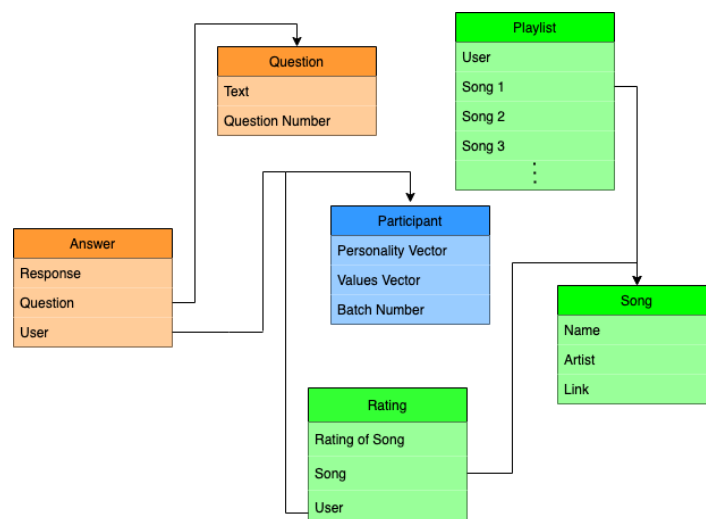 Playlist
User
Song 1
Song 2
Song 3
Question
Text
Question Number
Participant
Personality Vector
Values Vector
Batch Number
Answer
Response
Question
User
Song
Name
Artist
Link
Rating
Rating of Song
Song
User